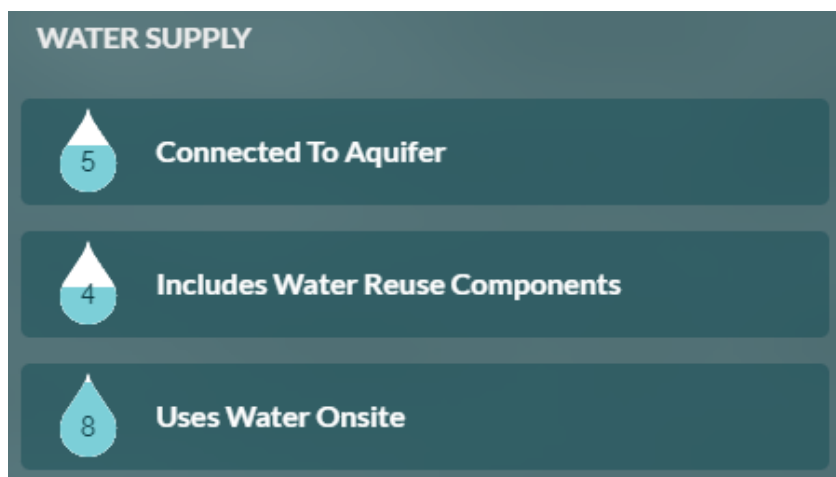 WATER SUPPLY
5 Connected To Aquifer
4 Includes Water Reuse Components
8 Uses Water Onsite